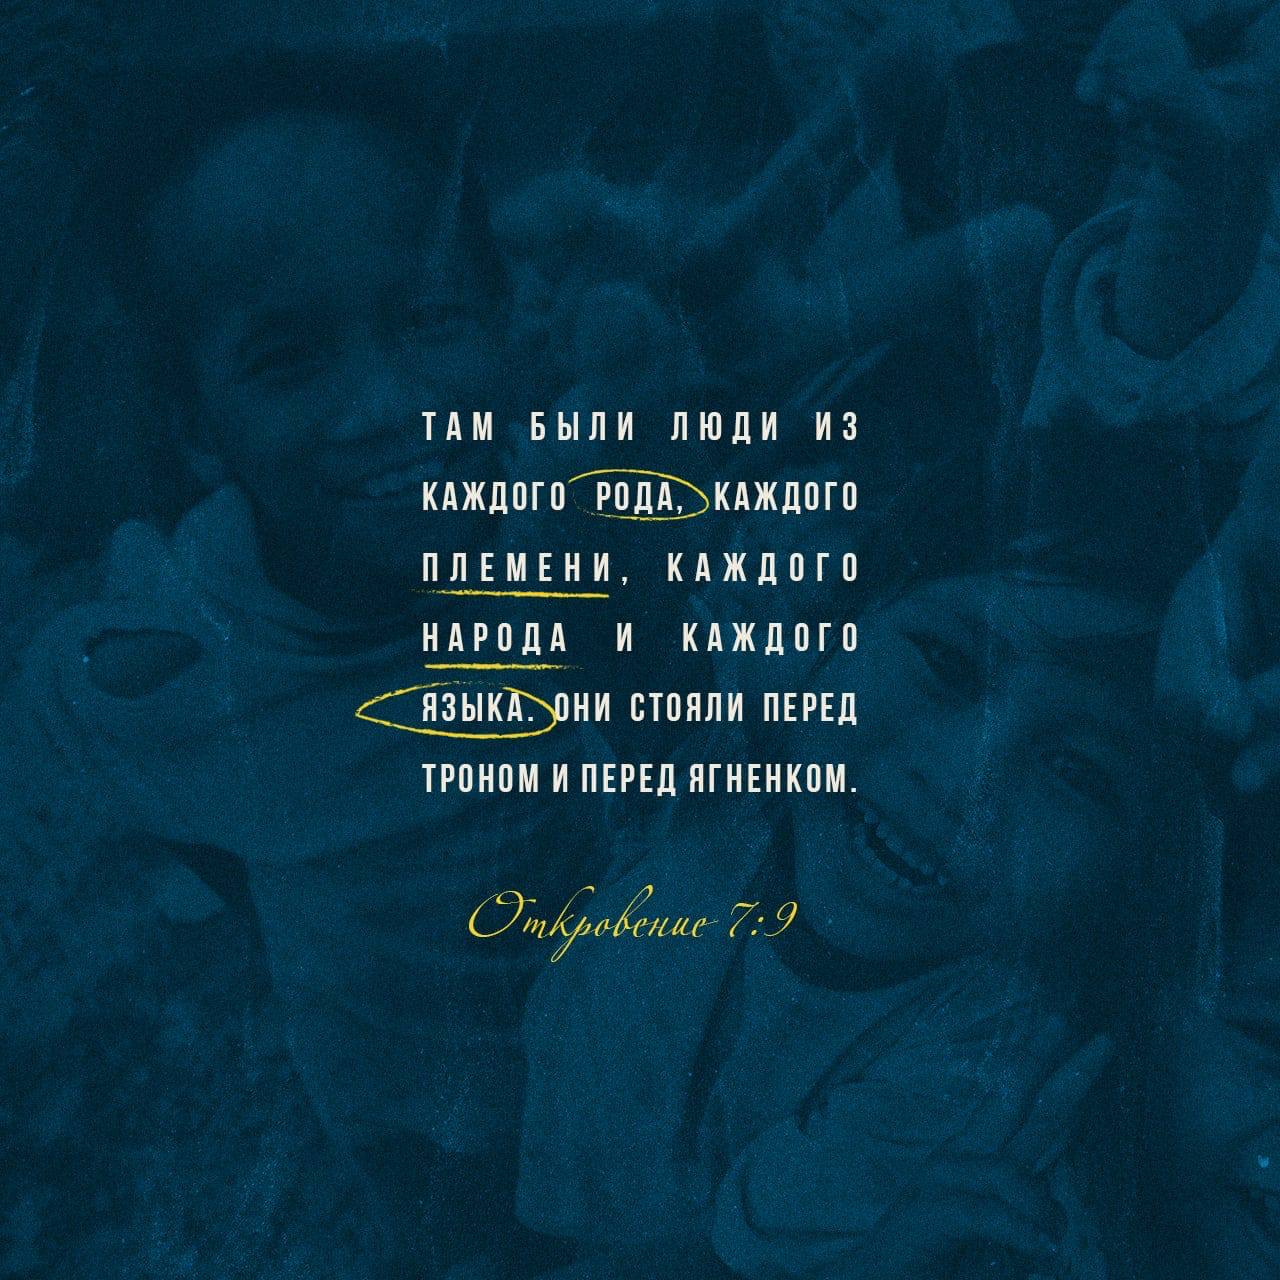 ТАМ БЫЛИ ЛЮДИ ИЗ
КАЖДОГО РОДА, КАЖДОГО
ПЛЕМЕНИ, КАЖДОГО
НАРОДА И КАЖДОГО
ЯЗЫКА. ОНИ СТОЯЛИ ПЕРЕД
ТРОНОМ И ПЕРЕД ЯГНЕНКОМ.
Откровение 7:9